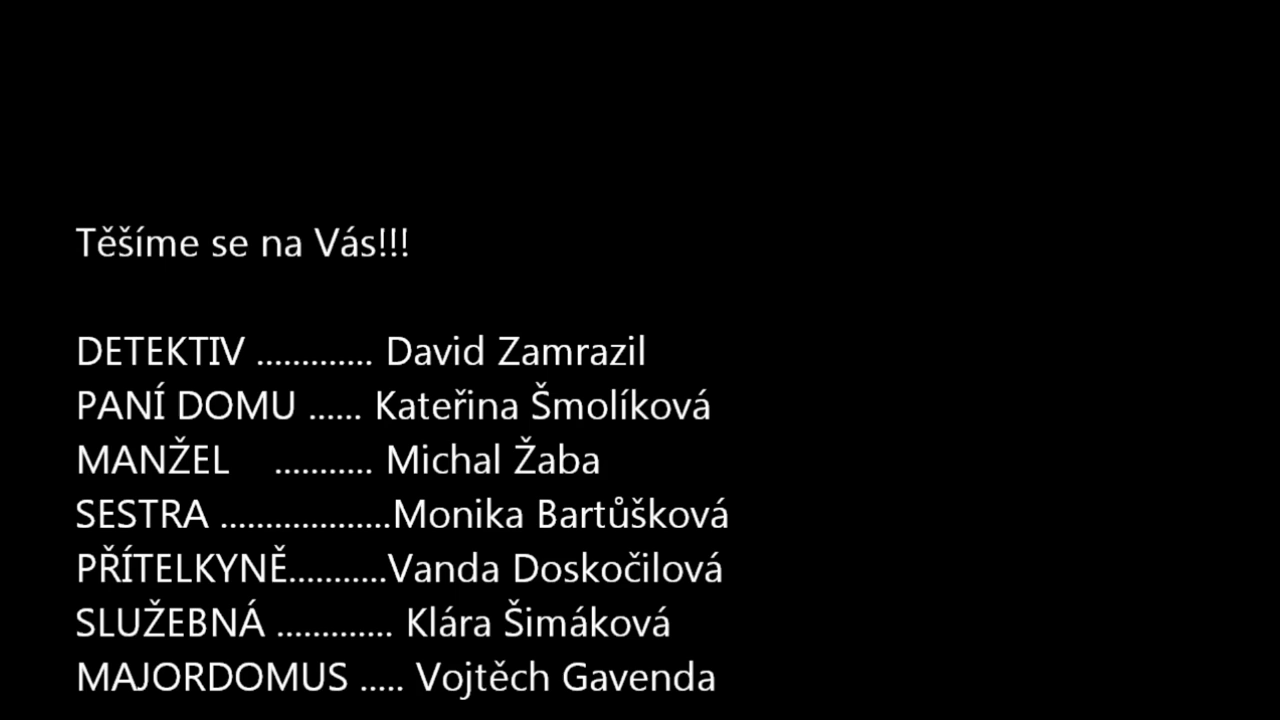 Těšíme se na Vás!!!
DETEKTIV ............. David Zamrazil
PANÍ DOMU ...... Kateřina Šmolíková
MANŽEL ........... Michal Žaba
SESTRA ...................Monika Bartůšková
PŘÍTELKYNĚ...........Vanda Doskočilová
SLUŽEBNÁ ............. Klára Šimáková
MAJORDOMUS ..... Vojtěch Gavenda